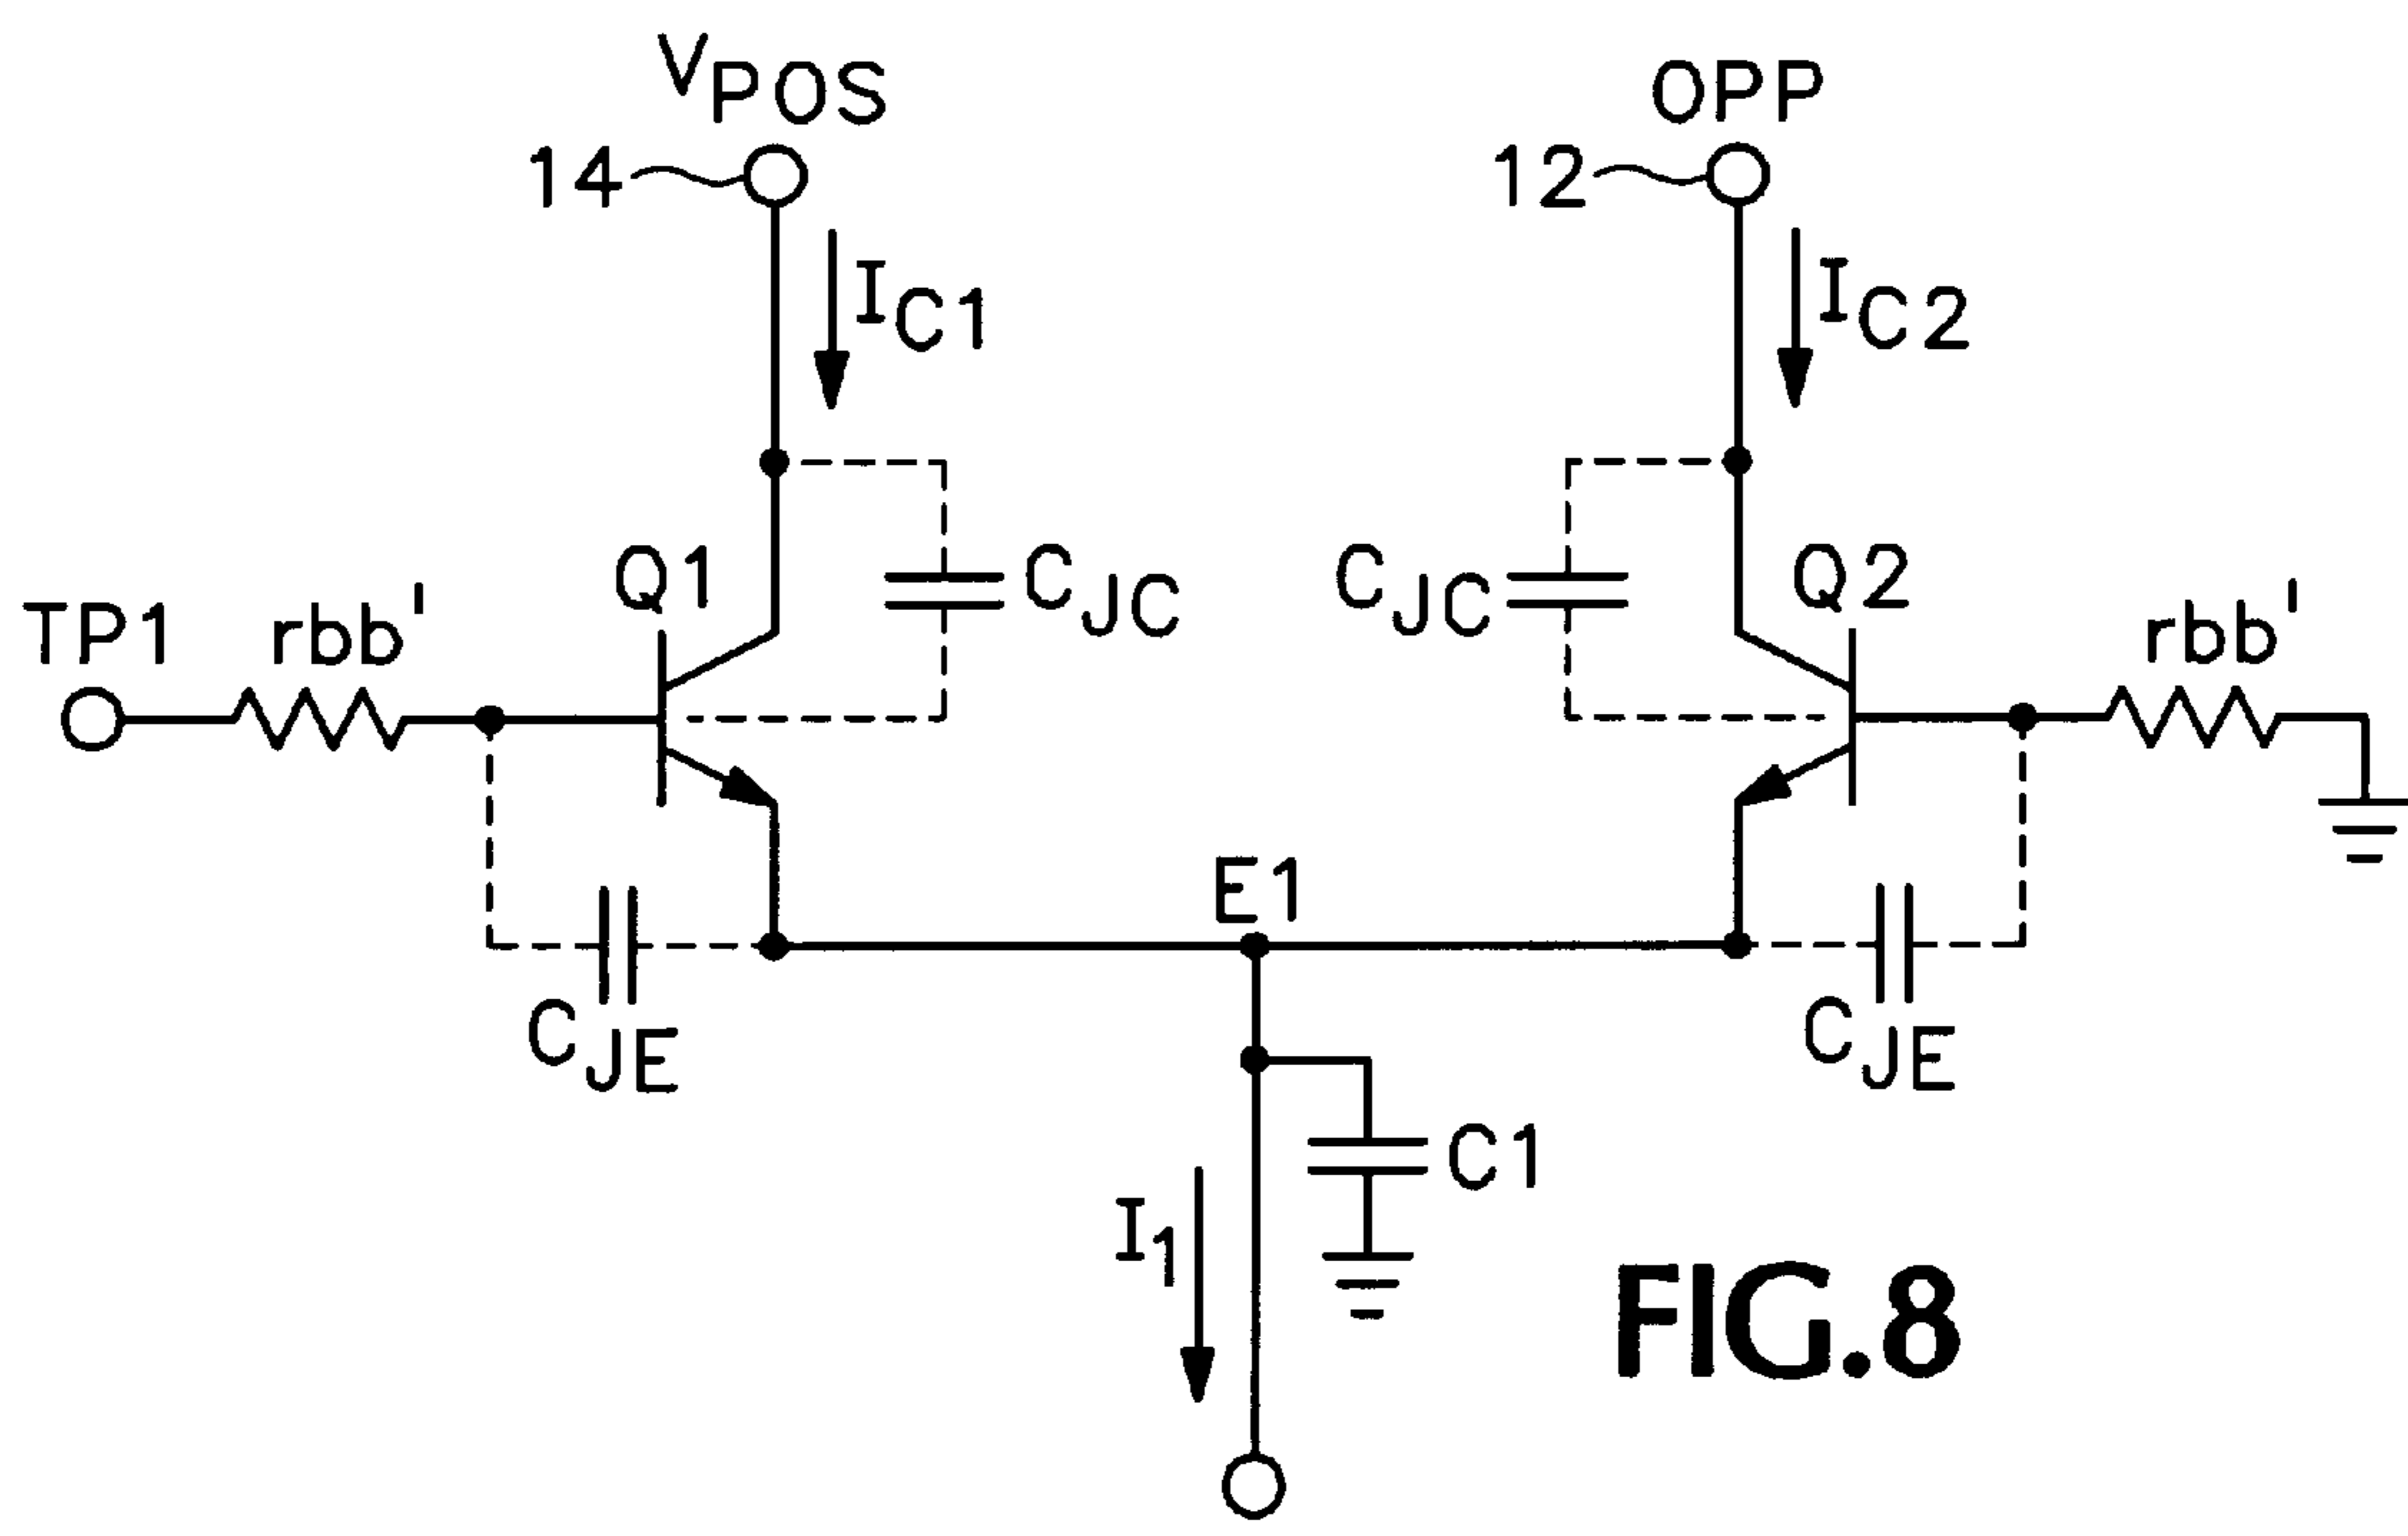 VPOS
OPP
14
12
IC1
IC2
Q1
CJC
CJC
Q2
TP1
rbb'
rbb'
E1
CJE
CJE
C1
I1
FIG.8